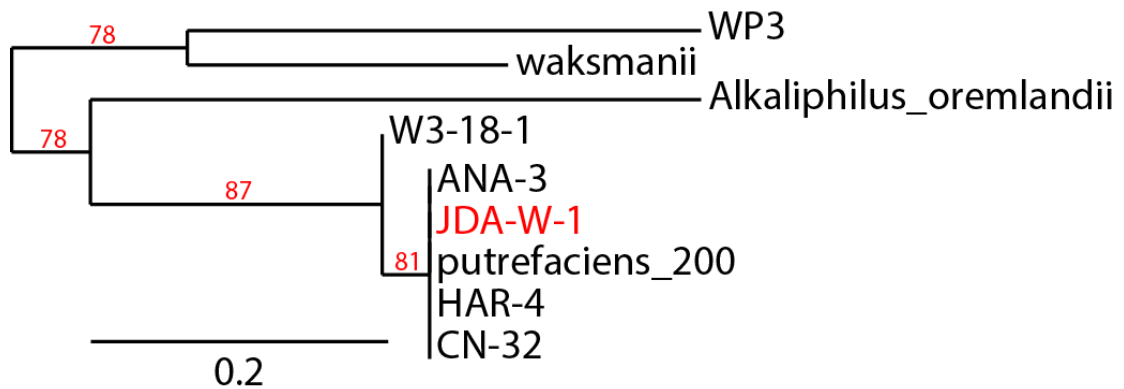 WP3
78
waksmanii
Alkaliphilus_oremlandii
78
W3-18-1
ANA-3
87
JDA-W-1
81
putrefaciens_200
HAR-4
CN-32
0.2